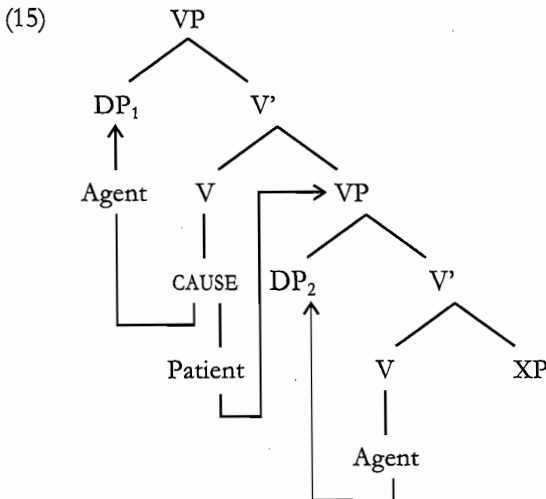 (15) VP
DP₁ V'
Agent V VP
CAUSE DP₂ V'
Patient V XP
Agent